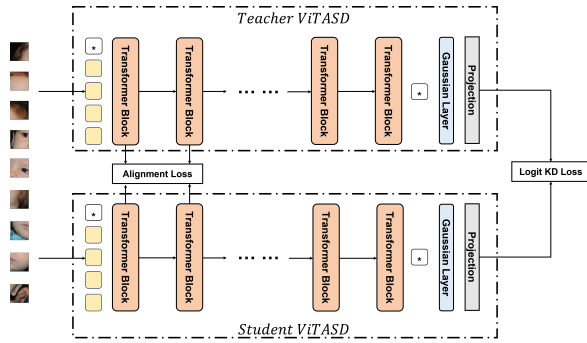 Teacher ViTASD
*
Transformer Block
Transformer Block
... ...
Transformer Block
Transformer Block
*
Gaussian Layer
Projection
Alignment Loss
Logit KD Loss
*
Transformer Block
Transformer Block
... ...
Transformer Block
Transformer Block
*
Gaussian Layer
Projection
Student ViTASD